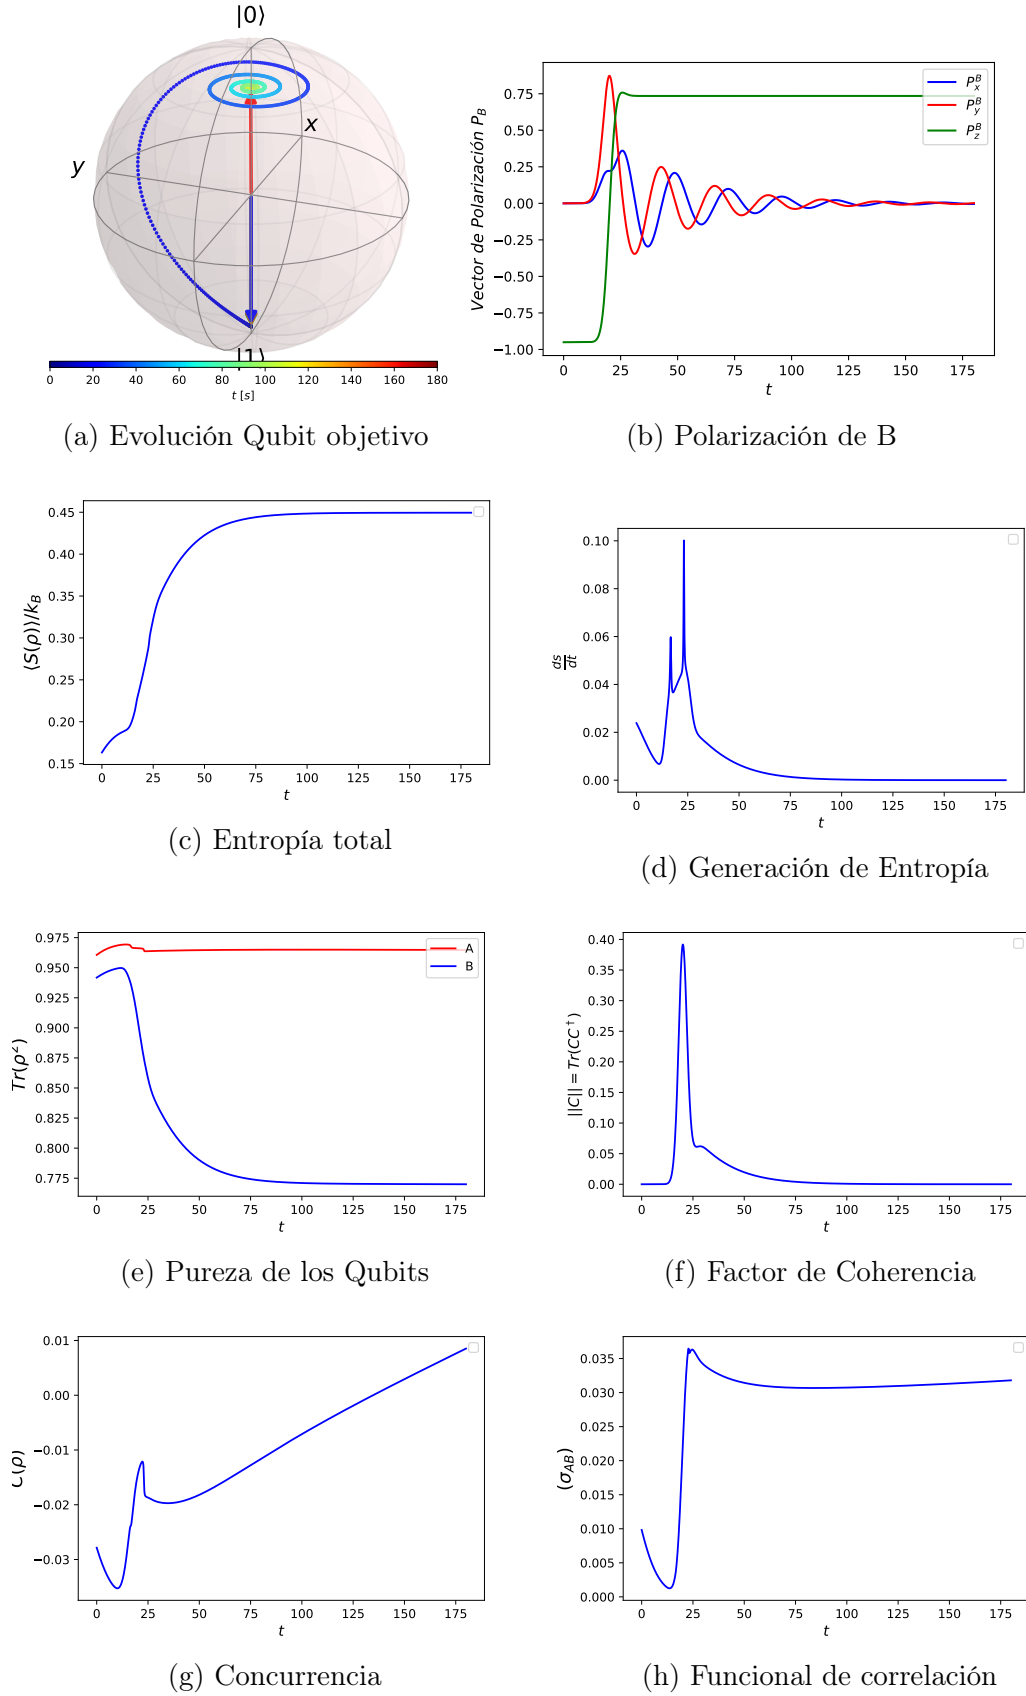 |0⟩
x
y
|1⟩
0 20 40 60 80 100 120 140 160 180
t [s]
(a) Evolución Qubit objetivo
Vector de Polarización P_B
0.75
0.50
0.25
0.00
−0.25
−0.50
−0.75
−1.00
P_x^B
P_y^B
P_z^B
0 25 50 75 100 125 150 175
t
(b) Polarización de B
⟨S(ρ)⟩/k_B
0.45
0.40
0.35
0.30
0.25
0.20
0.15
0 25 50 75 100 125 150 175
t
(c) Entropía total
ds/dt
0.10
0.08
0.06
0.04
0.02
0.00
0 25 50 75 100 125 150 175
t
(d) Generación de Entropía
Tr(ρ²)
0.975
0.950
0.925
0.900
0.875
0.850
0.825
0.800
0.775
A
B
0 25 50 75 100 125 150 175
t
(e) Pureza de los Qubits
||C|| = Tr(CC†)
0.40
0.35
0.30
0.25
0.20
0.15
0.10
0.05
0.00
0 25 50 75 100 125 150 175
t
(f) Factor de Coherencia
C(ρ)
0.01
0.00
−0.01
−0.02
−0.03
0 25 50 75 100 125 150 175
t
(g) Concurrencia
(σ_AB)
0.035
0.030
0.025
0.020
0.015
0.010
0.005
0.000
0 25 50 75 100 125 150 175
t
(h) Funcional de correlación